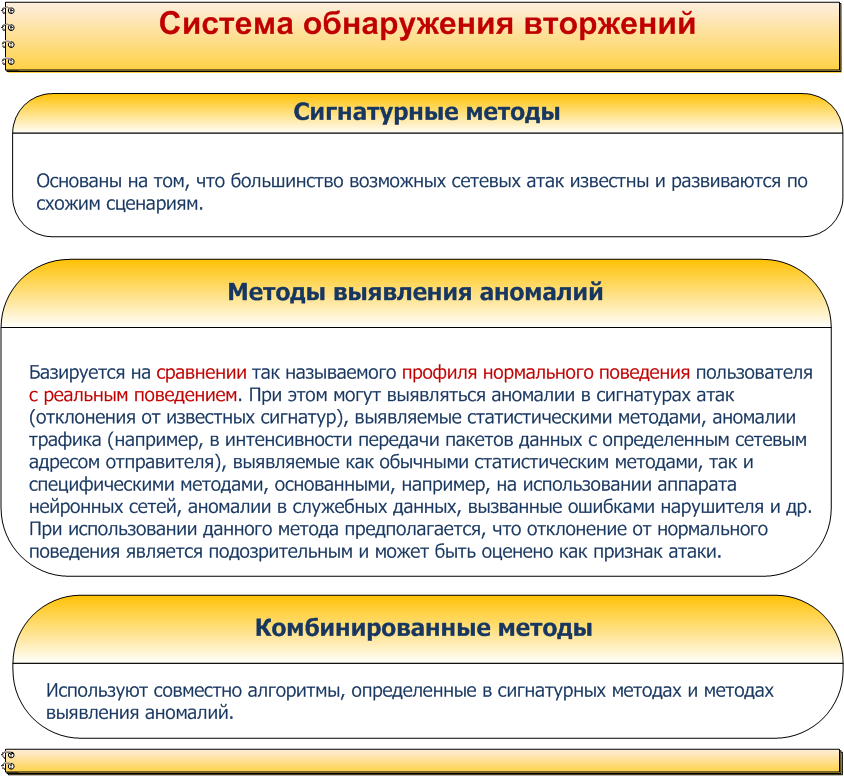 Система обнаружения вторжений
Сигнатурные методы
Основаны на том, что большинство возможных сетевых атак известны и развиваются по
схожим сценариям.
Методы выявления аномалий
Базируется на сравнении так называемого профиля нормального поведения пользователя
с реальным поведением. При этом могут выявляться аномалии в сигнатурах атак
(отклонения от известных сигнатур), выявляемые статистическими методами, аномалии
трафика (например, в интенсивности передачи пакетов данных с определенным сетевым
адресом отправителя), выявляемые как обычными статистическим методами, так и
специфическими методами, основанными, например, на использовании аппарата
нейронных сетей, аномалии в служебных данных, вызванные ошибками нарушителя и др.
При использовании данного метода предполагается, что отклонение от нормального
поведения является подозрительным и может быть оценено как признак атаки.
Комбинированные методы
Используют совместно алгоритмы, определенные в сигнатурных методах и методах
выявления аномалий.